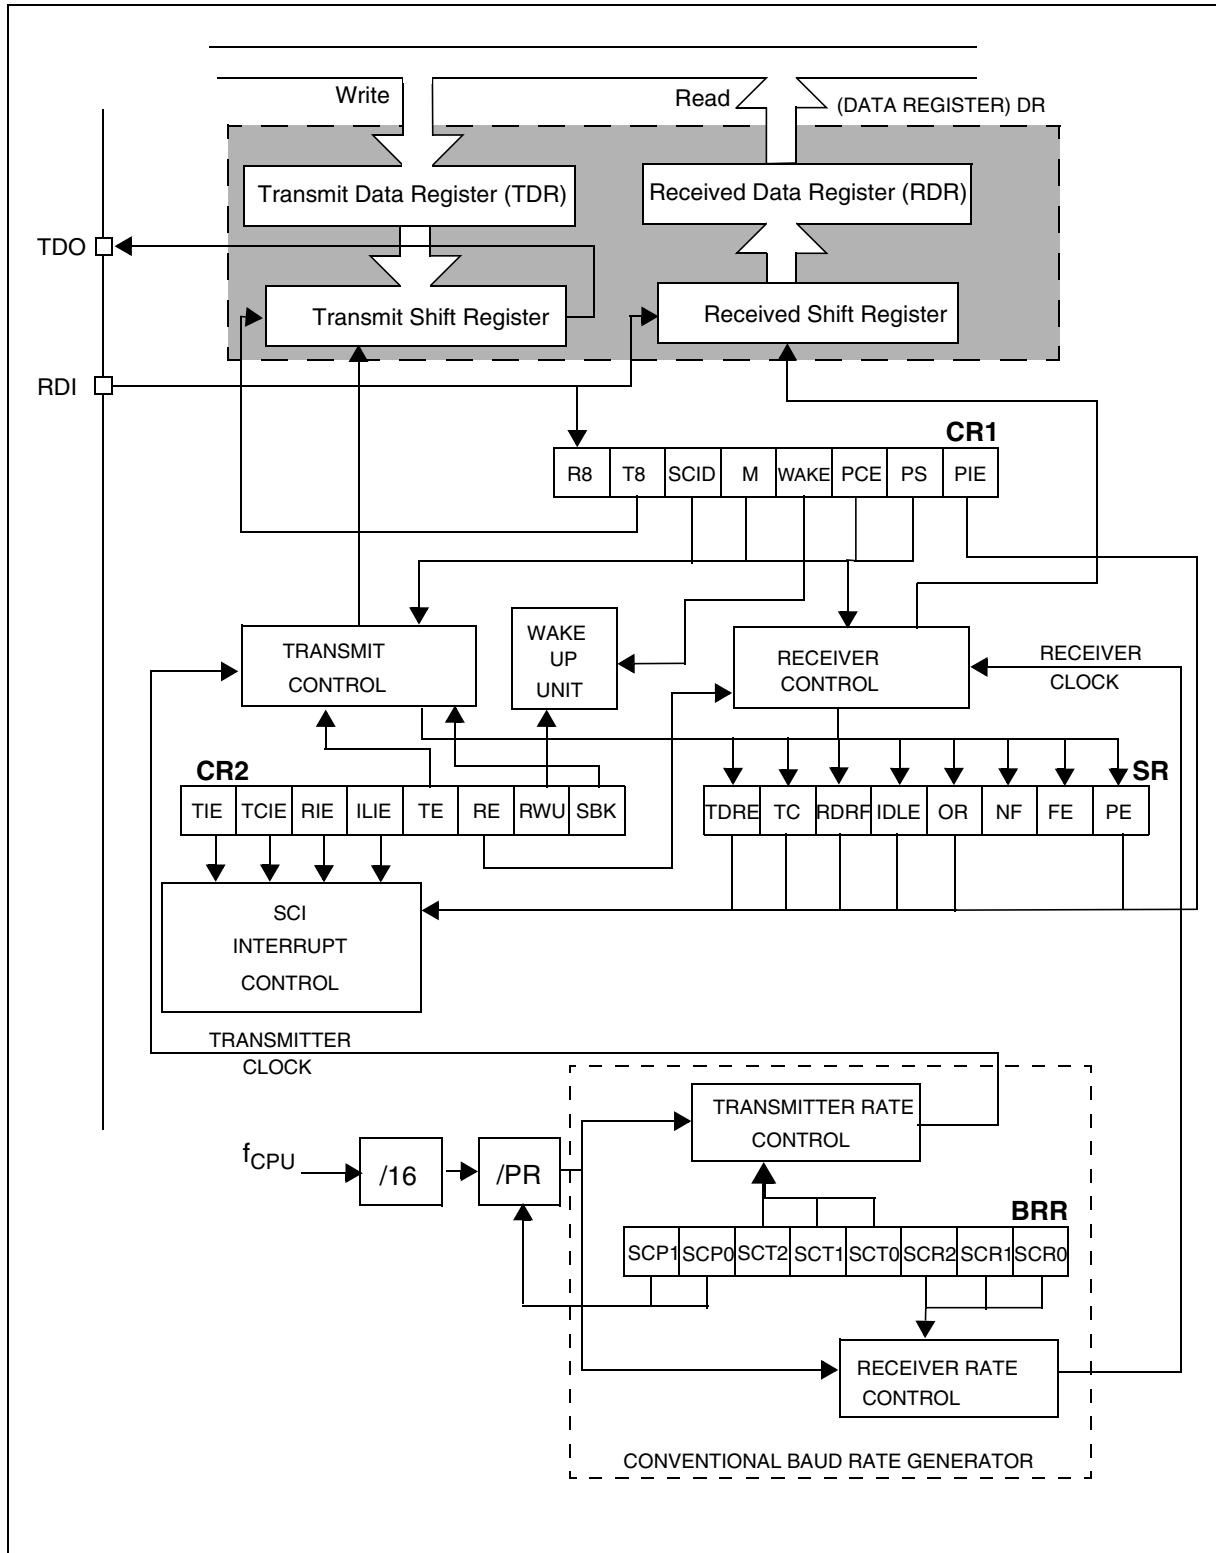 Write
Read
(DATA REGISTER) DR
Transmit Data Register (TDR)
Received Data Register (RDR)
TDO
Transmit Shift Register
Received Shift Register
RDI
CR1
R8 T8 SCID M WAKE PCE PS PIE
TRANSMIT
CONTROL
WAKE
UP
UNIT
RECEIVER
CONTROL
RECEIVER
CLOCK
CR2
TIE TCIE RIE ILIE TE RE RWU SBK
SR
TDRE TC RDRF IDLE OR NF FE PE
SCI
INTERRUPT
CONTROL
TRANSMITTER
CLOCK
TRANSMITTER RATE
CONTROL
fCPU
/16
/PR
BRR
SCP1 SCP0 SCT2 SCT1 SCT0 SCR2 SCR1 SCR0
RECEIVER RATE
CONTROL
CONVENTIONAL BAUD RATE GENERATOR